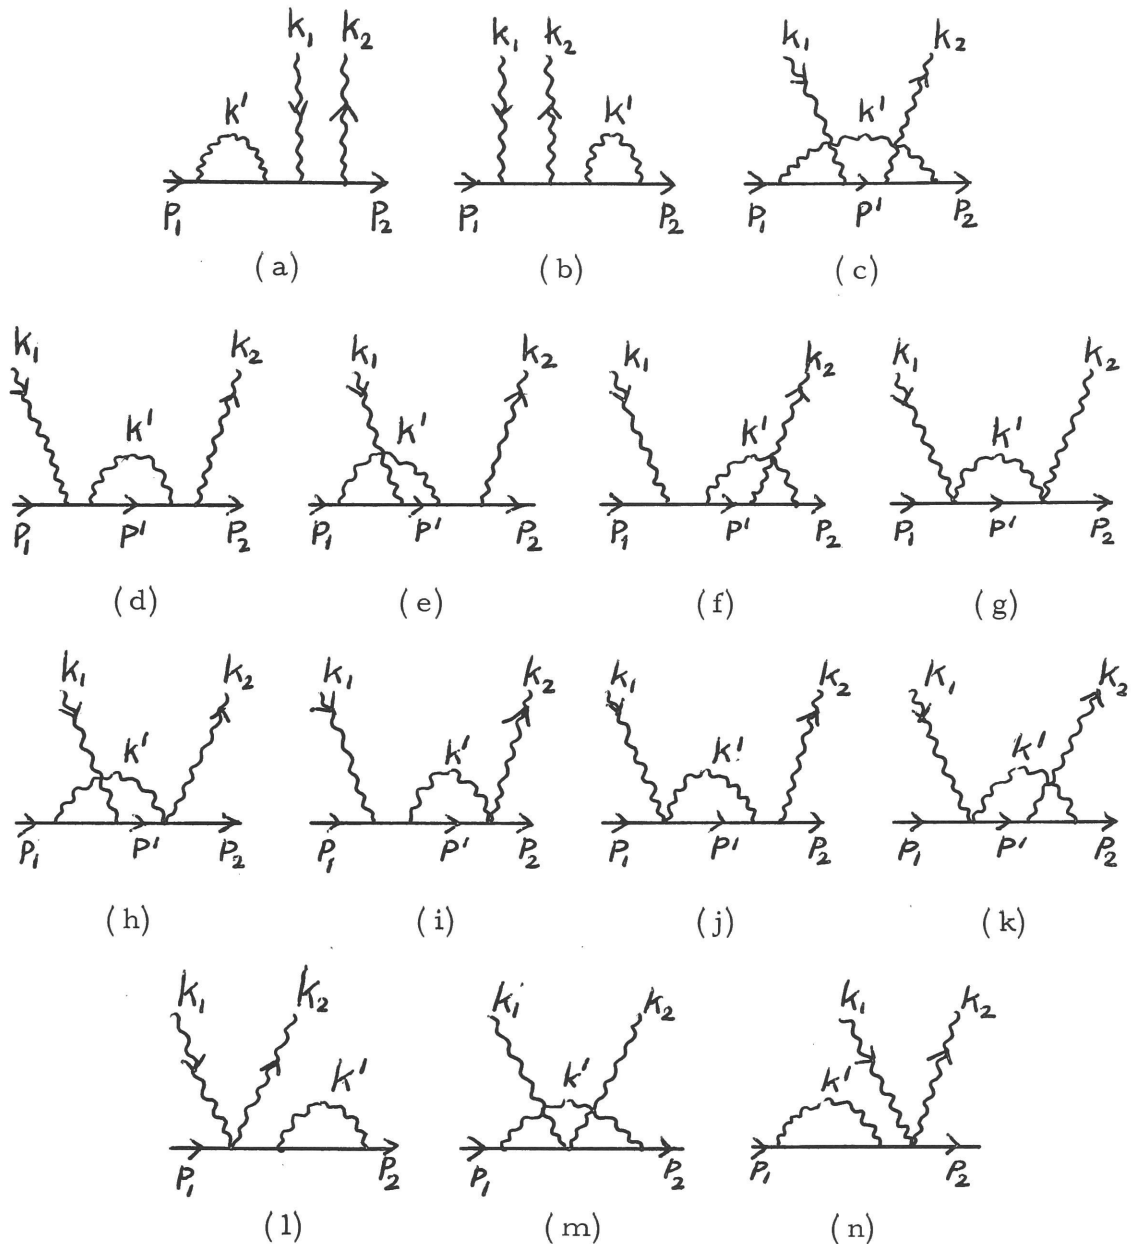 k₁ k₂ k₁ k₂ k₁ k₂
k' k' k'
P₁ P₂ P₁ P₂ P₁ P' P₂
(a) (b) (c)
k₁ k₂ k₁ k₂ k₁ k₂ k₁ k₂
k' k' k' k'
P₁ P' P₂ P₁ P' P₂ P₁ P' P₂ P₁ P' P₂
(d) (e) (f) (g)
k₁ k₂ k₁ k₂ k₁ k₂ k₁ k₂
k' k' k' k'
P₁ P' P₂ P₁ P' P₂ P₁ P' P₂ P₁ P' P₂
(h) (i) (j) (k)
k₁ k₂ k₁ k₂ k₁ k₂
k' k' k'
P₁ P₂ P₁ P₂ P₁ P₂
(l) (m) (n)